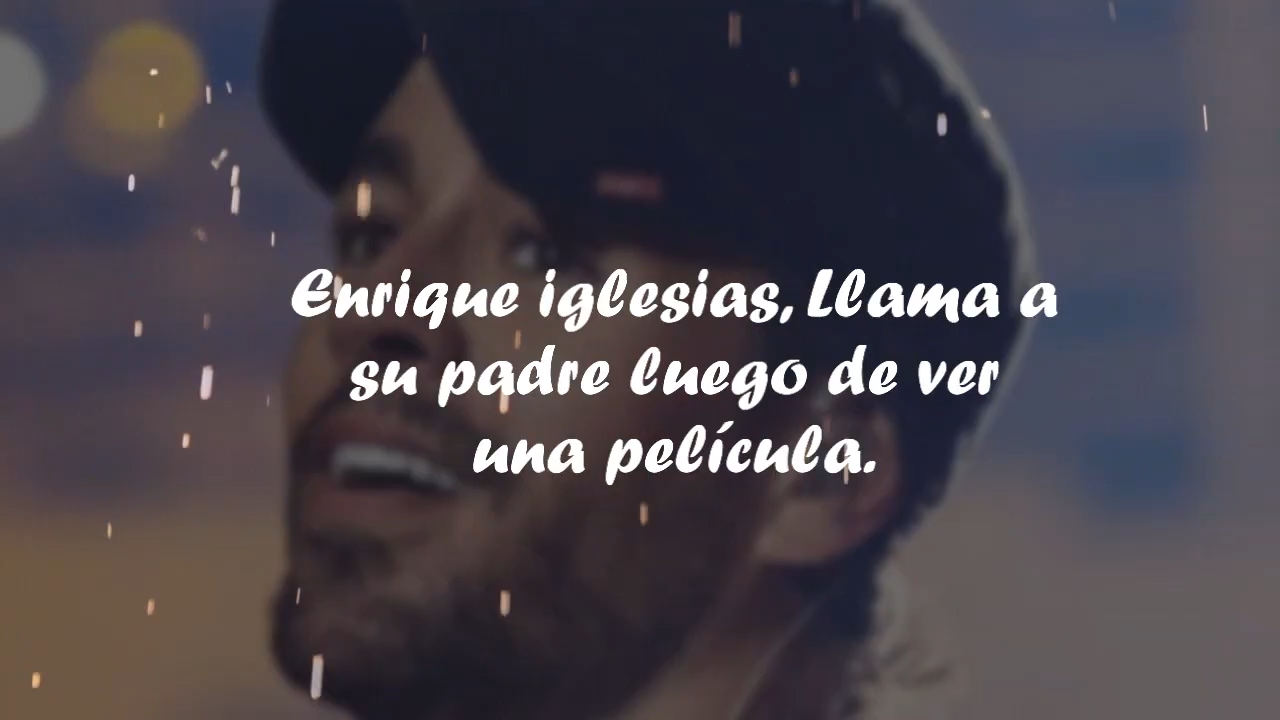 Enrique iglesias, Llama a
su padre luego de ver
una película.